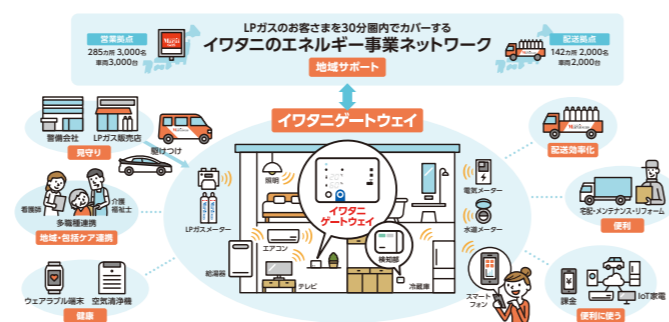 LPガスのお客さまを30分圏内でカバーする
イワタニのエネルギー事業ネットワーク
地域サポート
営業拠点
285ヵ所 3,000名
車両3,000台
配送拠点
142ヵ所 2,000名
車両2,000台
イワタニゲートウェイ
警備会社
LPガス販売店
見守り
駆けつけ
看護師
介護
福祉士
多職種連携
地域・包括ケア連携
ウェアラブル端末
空気清浄機
健康
LPガスメーター
照明
エアコン
給湯器
テレビ
イワタニ
ゲートウェイ
検知部
冷蔵庫
電気メーター
水道メーター
スマート
フォン
配送効率化
宅配・メンテナンス・リフォーム
便利
課金
IoT家電
便利に使う